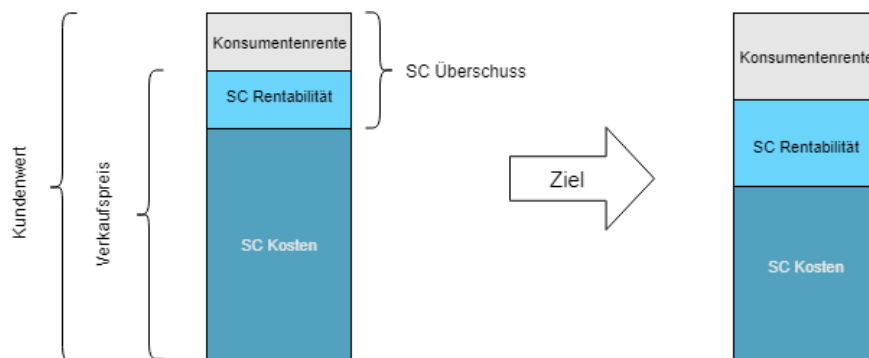 Kundenwert
Verkaufspreis
Konsumentenrente
SC Rentabilität
SC Kosten
SC Überschuss
Ziel
Konsumentenrente
SC Rentabilität
SC Kosten